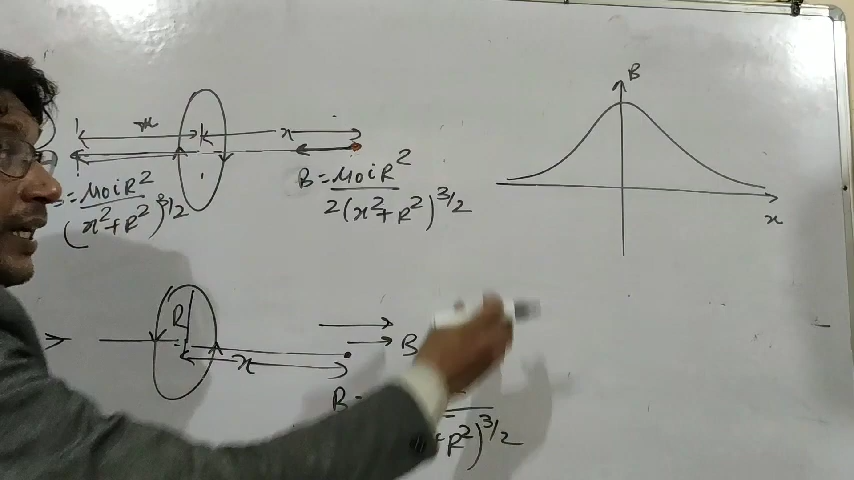 x
x
= μ0iR²
(x²+R²)^3/2
B = μ0iR²
2(x²+R²)^3/2
B
x
R
x
B
B =
R²)^3/2